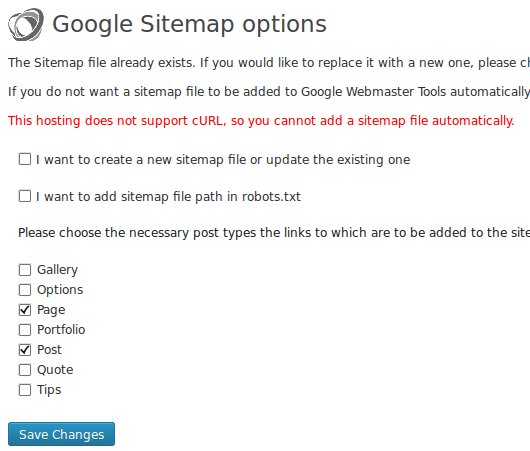 Google Sitemap options
The Sitemap file already exists. If you would like to replace it with a new one, please
If you do not want a sitemap file to be added to Google Webmaster Tools automatically
This hosting does not support cURL, so you cannot add a sitemap file automatically.
I want to create a new sitemap file or update the existing one
I want to add sitemap file path in robots.txt
Please choose the necessary post types the links to which are to be added to the
Gallery
Options
Page
Portfolio
Post
Quote
Tips
Save Changes